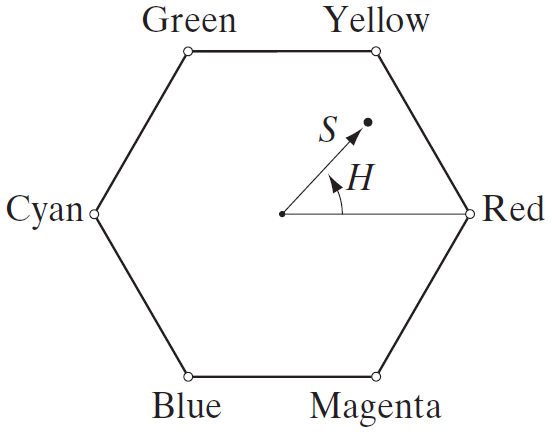 Green Yellow
S
H
Cyan Red
Blue Magenta